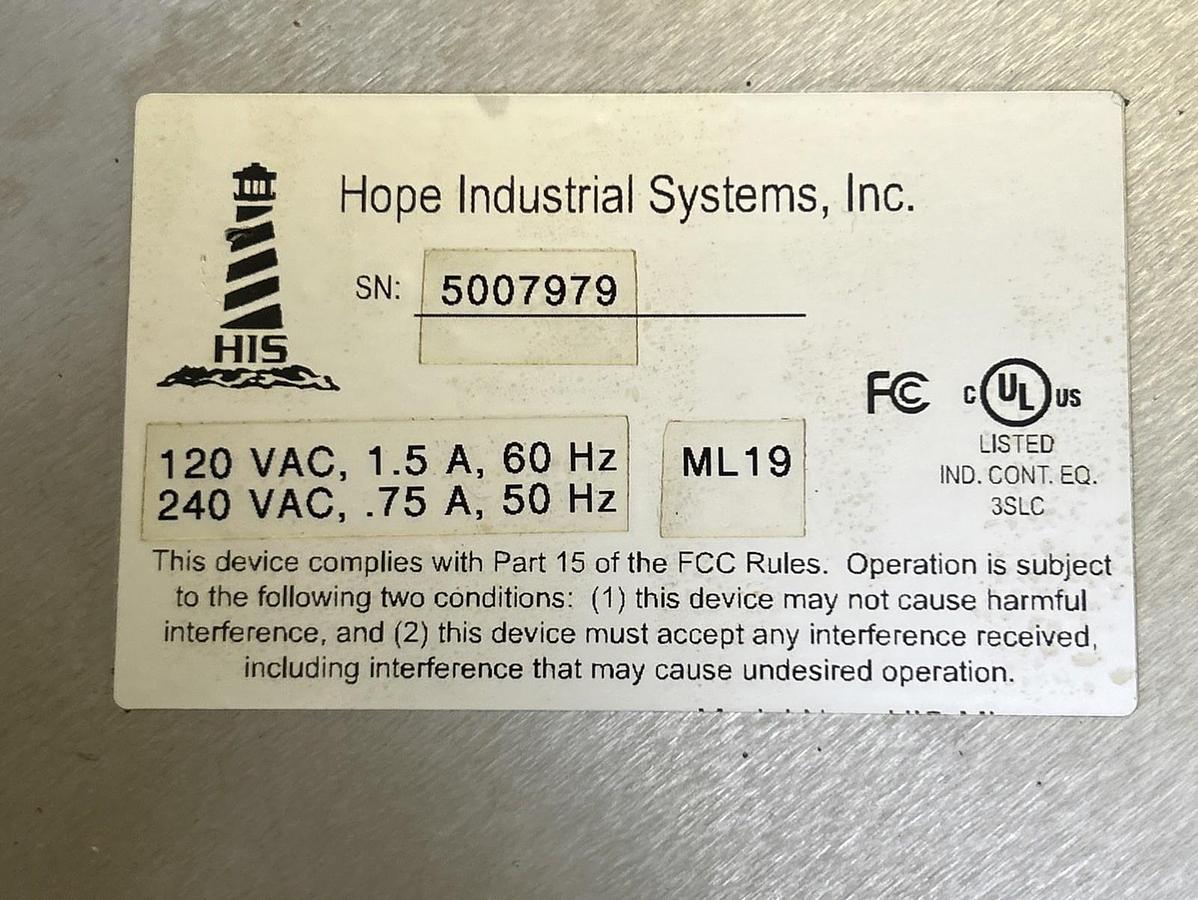 Hope Industrial Systems, Inc.
SN: 5007979
HIS
FC
C UL US
LISTED
IND. CONT. EQ.
3SLC
120 VAC, 1.5 A, 60 Hz
240 VAC, .75 A, 50 Hz
ML19
This device complies with Part 15 of the FCC Rules. Operation is subject
to the following two conditions: (1) this device may not cause harmful
interference, and (2) this device must accept any interference received,
including interference that may cause undesired operation.